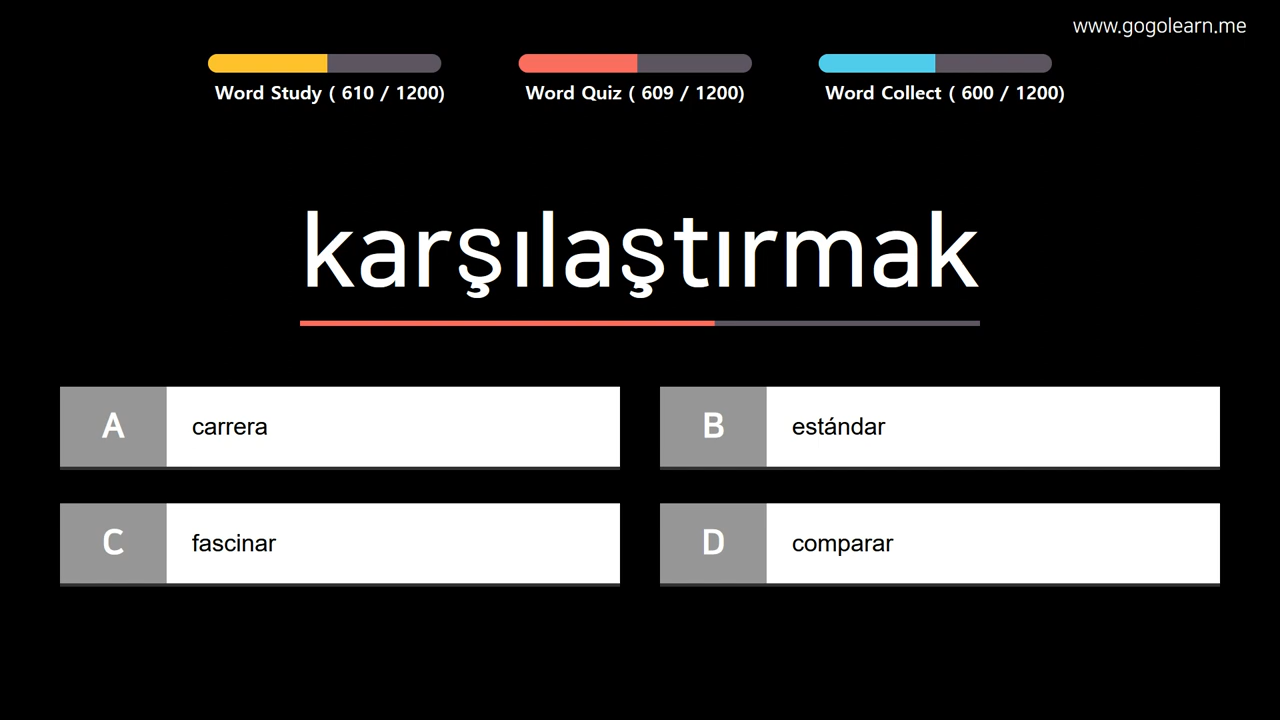 www.gogolearn.me
Word Study ( 610 / 1200)
Word Quiz ( 609 / 1200)
Word Collect ( 600 / 1200)
karşılaştırmak
A
carrera
B
estándar
C
fascinar
D
comparar